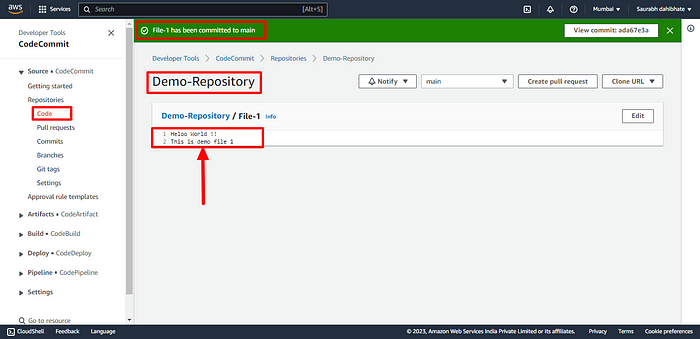 aws
Services
Search
[Alt+S]
Mumbai
Saurabh dahibhate
Developer Tools
CodeCommit
Source • CodeCommit
Getting started
Repositories
Code
Pull requests
Commits
Branches
Git tags
Settings
Approval rule templates
Artifacts • CodeArtifact
Build • CodeBuild
Deploy • CodeDeploy
Pipeline • CodePipeline
Settings
Go to resource
File-1 has been committed to main
View commit: ada67e3a
Developer Tools > CodeCommit > Repositories > Demo-Repository
Demo-Repository
Notify
main
Create pull request
Clone URL
Demo-Repository / File-1 Info
Edit
1 Heloo World !!
2 This is demo file 1
CloudShell Feedback Language
© 2023, Amazon Web Services India Private Limited or its affiliates. Privacy Terms Cookie preferences